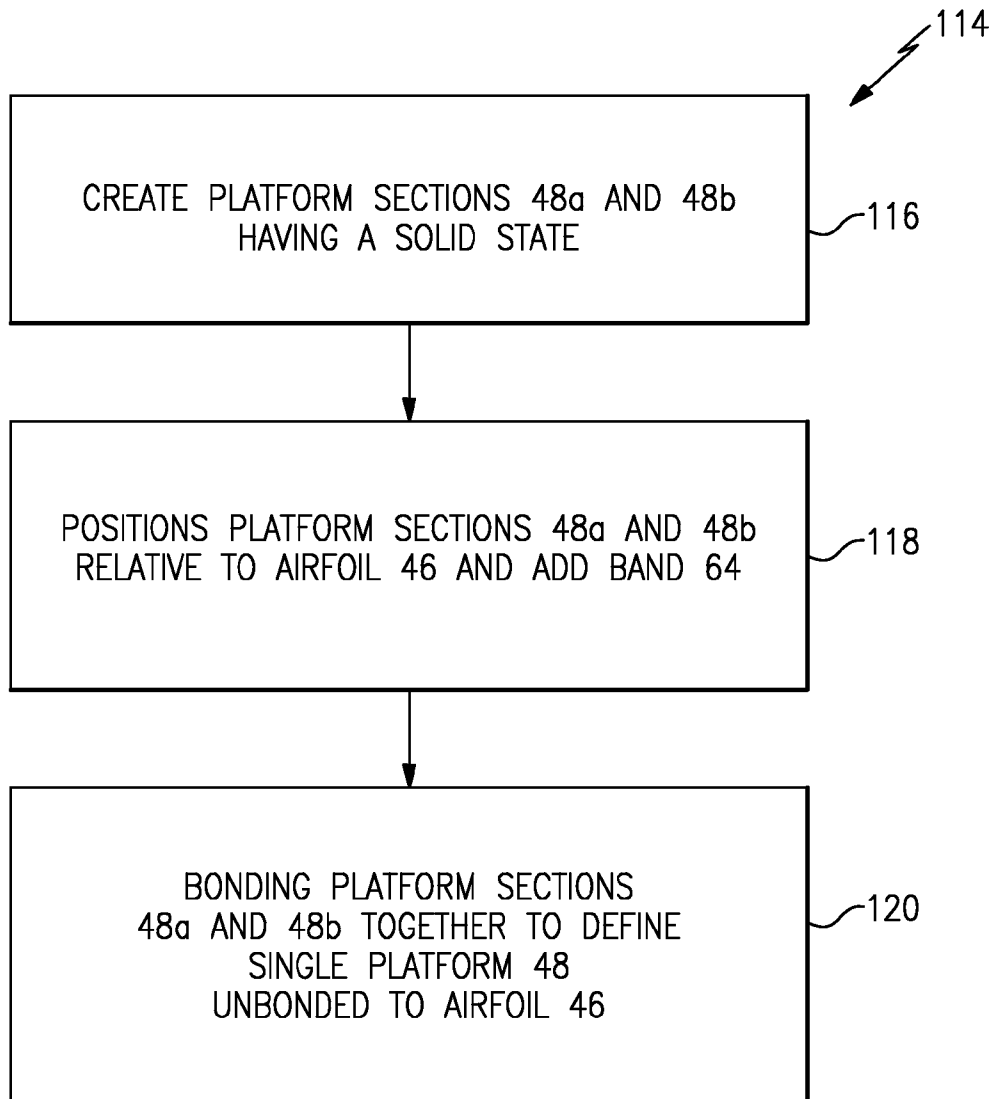 114
CREATE PLATFORM SECTIONS 48a AND 48b
HAVING A SOLID STATE
116
POSITIONS PLATFORM SECTIONS 48a AND 48b
RELATIVE TO AIRFOIL 46 AND ADD BAND 64
118
BONDING PLATFORM SECTIONS
48a AND 48b TOGETHER TO DEFINE
SINGLE PLATFORM 48
UNBONDED TO AIRFOIL 46
120